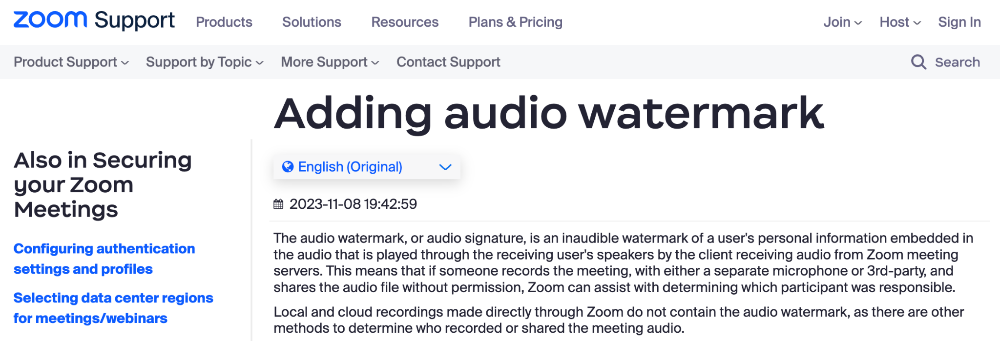 zoom Support Products Solutions Resources Plans & Pricing Join Host Sign In
Product Support Support by Topic More Support Contact Support Search
Adding audio watermark
Also in Securing
your Zoom
Meetings
Configuring authentication
settings and profiles
Selecting data center regions
for meetings/webinars
English (Original)
2023-11-08 19:42:59
The audio watermark, or audio signature, is an inaudible watermark of a user's personal information embedded in
the audio that is played through the receiving user's speakers by the client receiving audio from Zoom meeting
servers. This means that if someone records the meeting, with either a separate microphone or 3rd-party, and
shares the audio file without permission, Zoom can assist with determining which participant was responsible.
Local and cloud recordings made directly through Zoom do not contain the audio watermark, as there are other
methods to determine who recorded or shared the meeting audio.